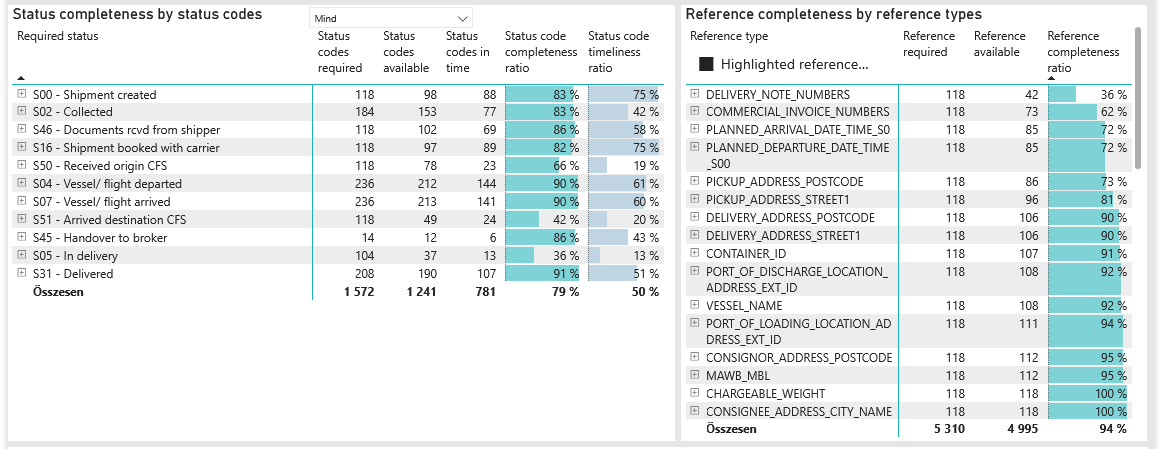 Status completeness by status codes
Mind
Required status
Status codes required
Status codes available
Status codes in time
Status code completeness ratio
Status code timeliness ratio
S00 - Shipment created 118 98 88 83 % 75 %
S02 - Collected 184 153 77 83 % 42 %
S46 - Documents rcvd from shipper 118 102 69 86 % 58 %
S16 - Shipment booked with carrier 118 97 89 82 % 75 %
S50 - Received origin CFS 118 78 23 66 % 19 %
S04 - Vessel/ flight departed 236 212 144 90 % 61 %
S07 - Vessel/ flight arrived 236 213 141 90 % 60 %
S51 - Arrived destination CFS 118 49 24 42 % 20 %
S45 - Handover to broker 14 12 6 86 % 43 %
S05 - In delivery 104 37 13 36 % 13 %
S31 - Delivered 208 190 107 91 % 51 %
Összesen 1 572 1 241 781 79 % 50 %
Reference completeness by reference types
Reference type
Reference required
Reference available
Reference completeness ratio
Highlighted reference...
DELIVERY_NOTE_NUMBERS 118 42 36 %
COMMERCIAL_INVOICE_NUMBERS 118 73 62 %
PLANNED_ARRIVAL_DATE_TIME_S0 118 85 72 %
PLANNED_DEPARTURE_DATE_TIME 118 85 72 %
_S00
PICKUP_ADDRESS_POSTCODE 118 86 73 %
PICKUP_ADDRESS_STREET1 118 96 81 %
DELIVERY_ADDRESS_POSTCODE 118 106 90 %
DELIVERY_ADDRESS_STREET1 118 106 90 %
CONTAINER_ID 118 107 91 %
PORT_OF_DISCHARGE_LOCATION_ 118 108 92 %
ADDRESS_EXT_ID
VESSEL_NAME 118 108 92 %
PORT_OF_LOADING_LOCATION_AD 118 111 94 %
DRESS_EXT_ID
CONSIGNOR_ADDRESS_POSTCODE 118 112 95 %
MAWB_MBL 118 112 95 %
CHARGEABLE_WEIGHT 118 118 100 %
CONSIGNEE_ADDRESS_CITY_NAME 118 118 100 %
Összesen 5 310 4 995 94 %